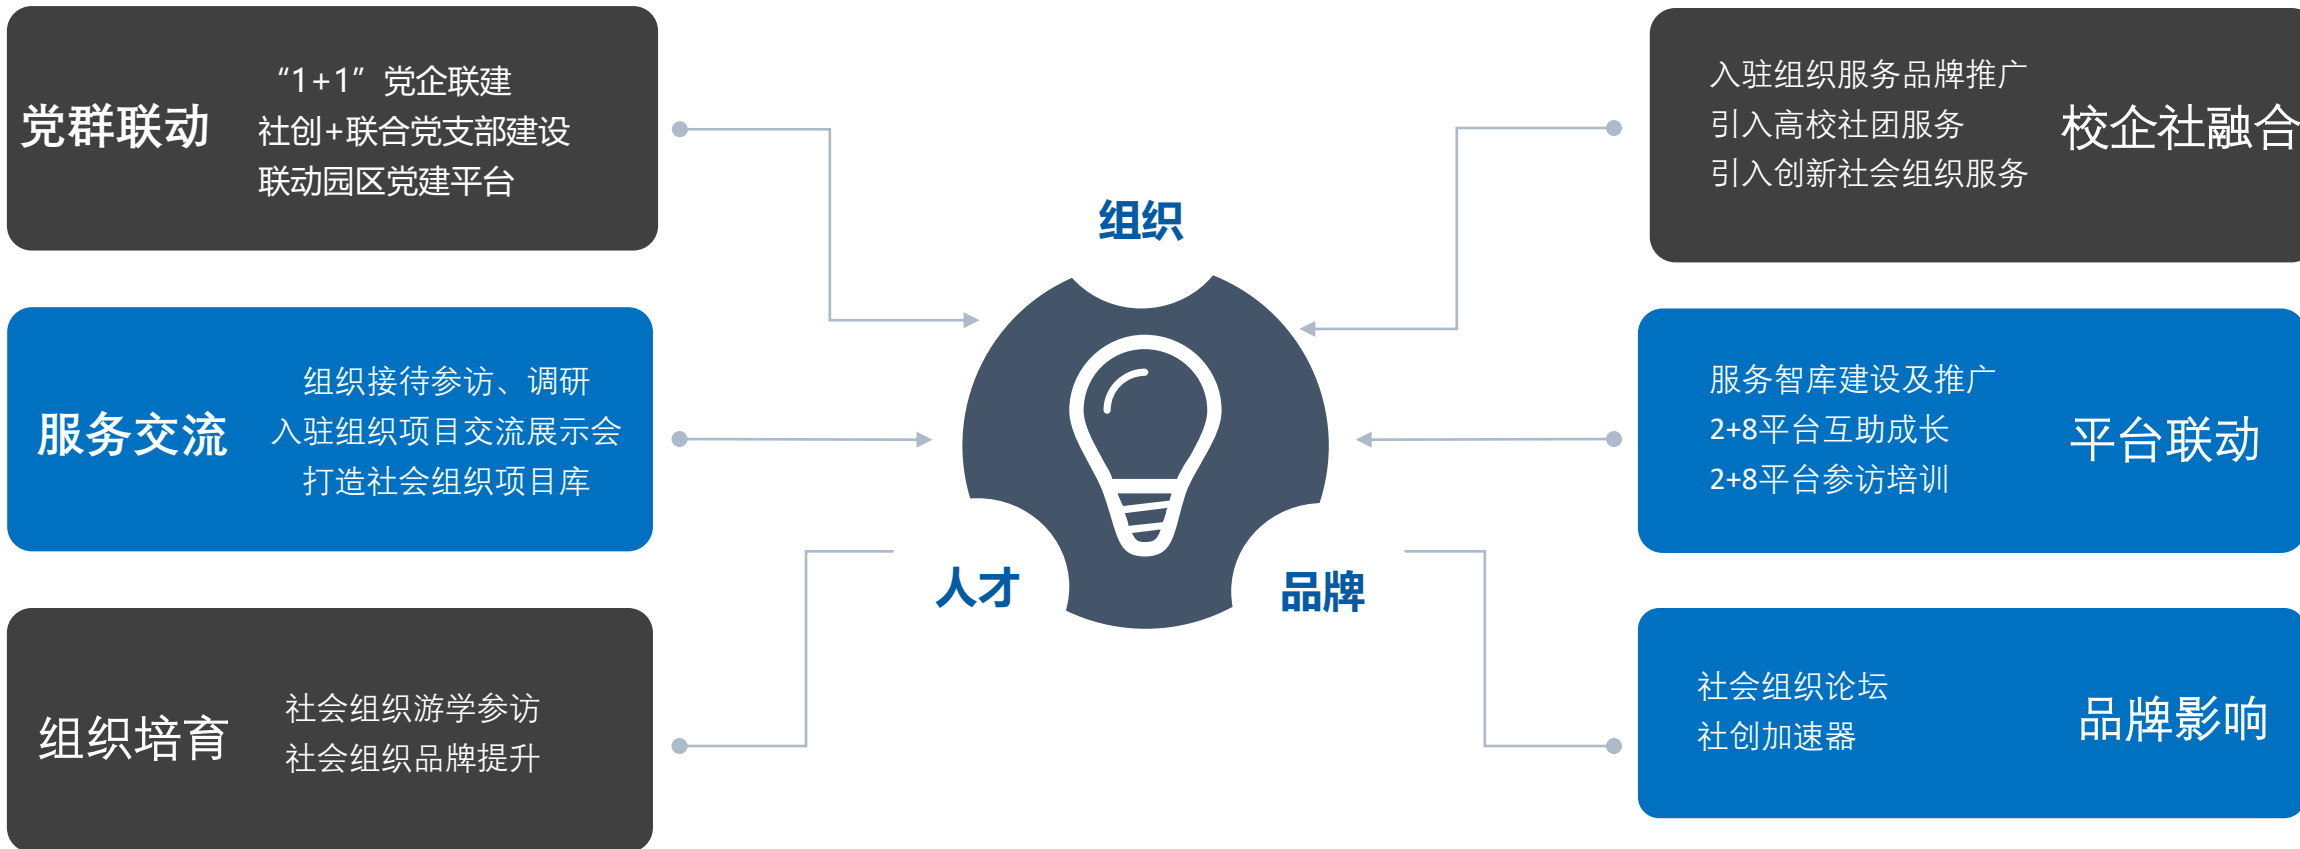 党群联动
“1+1”党企联建
社创+联合党支部建设
联动园区党建平台
服务交流
组织接待参访、调研
入驻组织项目交流展示会
打造社会组织项目库
组织培育
社会组织游学参访
社会组织品牌提升
组织
人才
品牌
入驻组织服务品牌推广
引入高校社团服务
引入创新社会组织服务
校企社融合
服务智库建设及推广
2+8平台互助成长
2+8平台参访培训
平台联动
社会组织论坛
社创加速器
品牌影响